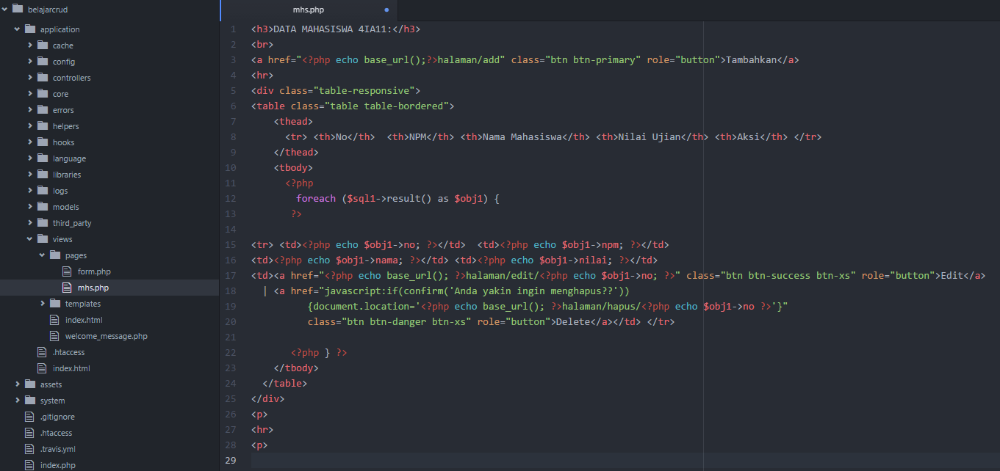 belajarcrud
application
cache
config
controllers
core
errors
helpers
hooks
language
libraries
logs
models
third_party
views
pages
form.php
mhs.php
templates
index.html
welcome_message.php
.htaccess
index.html
assets
system
.gitignore
.htaccess
.travis.yml
index.php
mhs.php
1 <h3>DATA MAHASISWA 4IA11:</h3>
2 <br>
3 <a href="<?php echo base_url();?>halaman/add" class="btn btn-primary" role="button">Tambahkan</a>
4 <hr>
5 <div class="table-responsive">
6 <table class="table table-bordered">
7     <thead>
8       <tr> <th>No</th>  <th>NPM</th> <th>Nama Mahasiswa</th> <th>Nilai Ujian</th> <th>Aksi</th> </tr>
9     </thead>
10     <tbody>
11       <?php
12         foreach ($sql1->result() as $obj1) {
13        ?>
14
15 <tr> <td><?php echo $obj1->no; ?></td>  <td><?php echo $obj1->npm; ?></td>
16 <td><?php echo $obj1->nama; ?></td> <td><?php echo $obj1->nilai; ?></td>
17 <td><a href="<?php echo base_url(); ?>halaman/edit/<?php echo $obj1->no; ?>" class="btn btn-success btn-xs" role="button">Edit</a>
18   | <a href="javascript:if(confirm('Anda yakin ingin menghapus??'))
19           {document.location='<?php echo base_url(); ?>halaman/hapus/<?php echo $obj1->no ?>'}"
20           class="btn btn-danger btn-xs" role="button">Delete</a></td> </tr>
21
22        <?php } ?>
23     </tbody>
24   </table>
25 </div>
26 <p>
27 <hr>
28 <p>
29